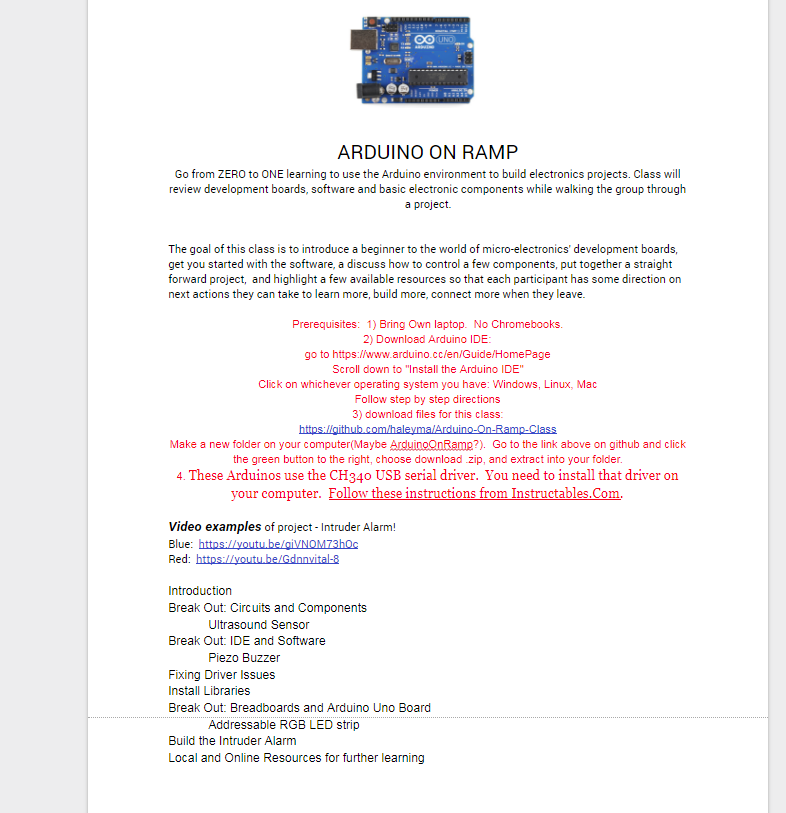 UNO
ARDUINO
ARDUINO ON RAMP
Go from ZERO to ONE learning to use the Arduino environment to build electronics projects. Class will
review development boards, software and basic electronic components while walking the group through
a project.
The goal of this class is to introduce a beginner to the world of micro-electronics' development boards,
get you started with the software, a discuss how to control a few components, put together a straight
forward project,  and highlight a few available resources so that each participant has some direction on
next actions they can take to learn more, build more, connect more when they leave.
Prerequisites:  1) Bring Own laptop.  No Chromebooks.
2) Download Arduino IDE:
go to https://www.arduino.cc/en/Guide/HomePage
Scroll down to "Install the Arduino IDE"
Click on whichever operating system you have: Windows, Linux, Mac
Follow step by step directions
3) download files for this class:
https://github.com/haleyma/Arduino-On-Ramp-Class
Make a new folder on your computer(Maybe ArduinoOnRamp?).  Go to the link above on github and click
the green button to the right, choose download .zip, and extract into your folder.
4. These Arduinos use the CH340 USB serial driver.  You need to install that driver on
your computer.  Follow these instructions from Instructables.Com.
Video examples of project - Intruder Alarm!
Blue:  https://youtu.be/giVNOM73hOc
Red:  https://youtu.be/Gdnnvital-8
Introduction
Break Out: Circuits and Components
Ultrasound Sensor
Break Out: IDE and Software
Piezo Buzzer
Fixing Driver Issues
Install Libraries
Break Out: Breadboards and Arduino Uno Board
Addressable RGB LED strip
Build the Intruder Alarm
Local and Online Resources for further learning